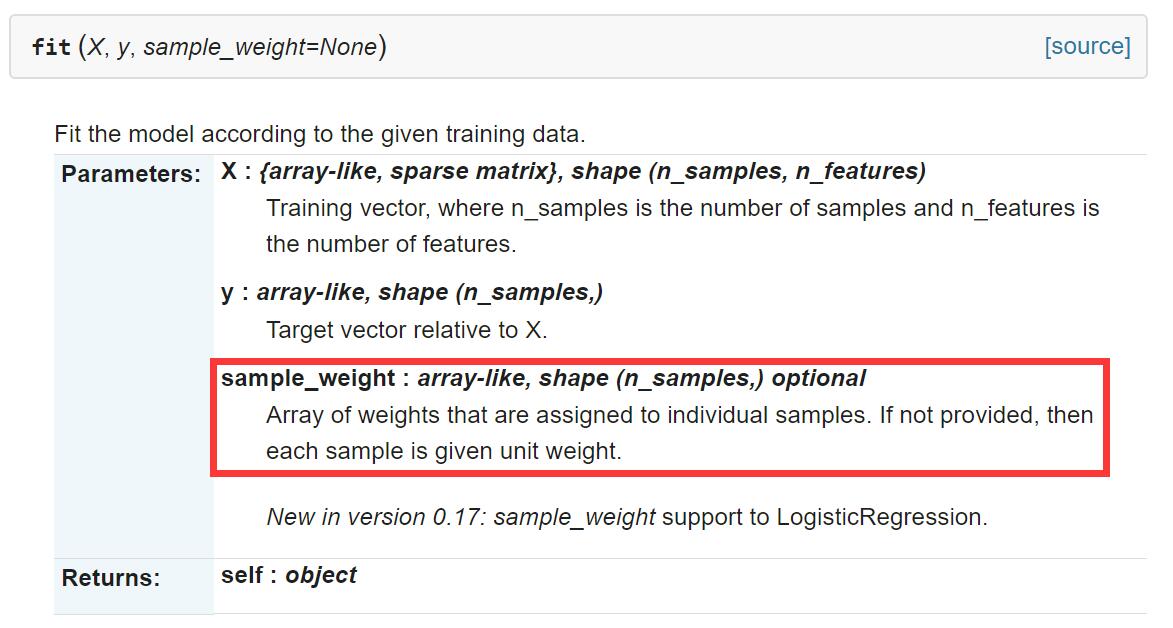 fit (X, y, sample_weight=None) [source]
Fit the model according to the given training data.
Parameters: X : {array-like, sparse matrix}, shape (n_samples, n_features)
Training vector, where n_samples is the number of samples and n_features is
the number of features.
y : array-like, shape (n_samples,)
Target vector relative to X.
sample_weight : array-like, shape (n_samples,) optional
Array of weights that are assigned to individual samples. If not provided, then
each sample is given unit weight.
New in version 0.17: sample_weight support to LogisticRegression.
Returns: self : object